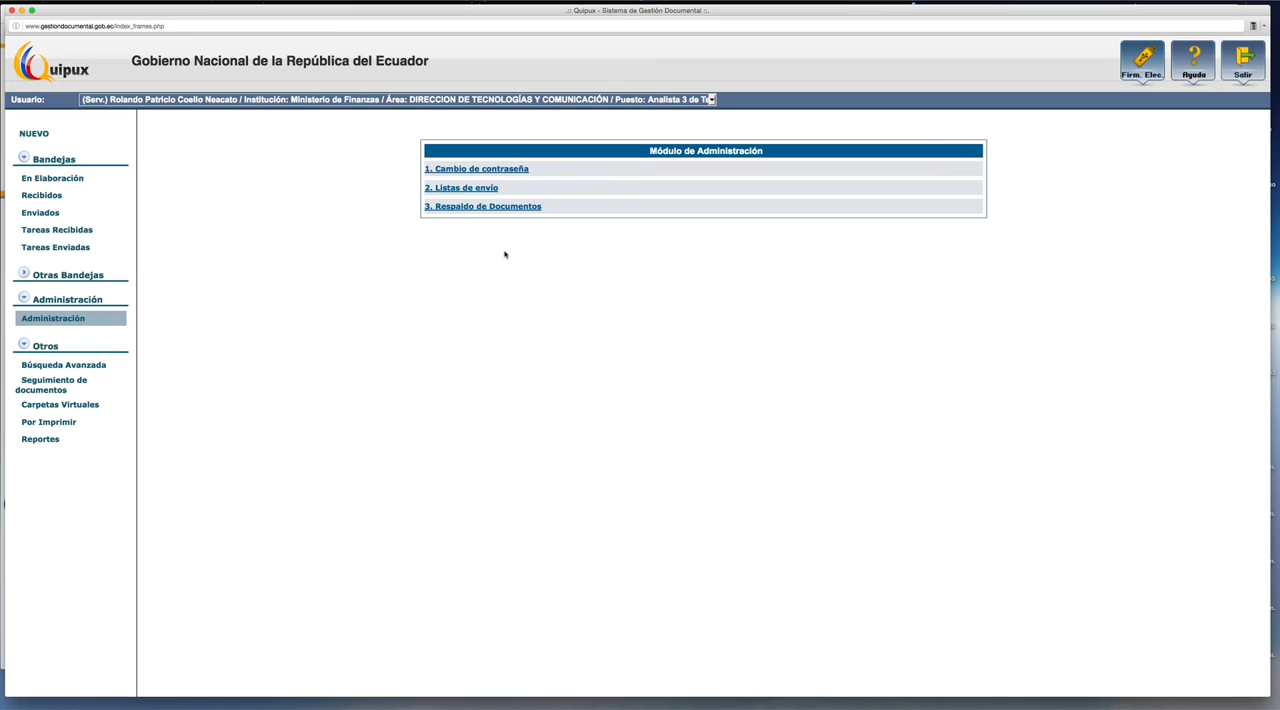 .:: Quipux - Sistema de Gestión Documental ::.
www.gestiondocumental.gob.ec/index_frames.php
Quipux
Gobierno Nacional de la República del Ecuador
Firm. Elec.
Ayuda
Salir
Usuario:
(Serv.) Rolando Patricio Coello Neacato / Institución: Ministerio de Finanzas / Área: DIRECCION DE TECNOLOGÍAS Y COMUNICACIÓN / Puesto: Analista 3 de Te
NUEVO
Bandejas
En Elaboración
Recibidos
Enviados
Tareas Recibidas
Tareas Enviadas
Otras Bandejas
Administración
Administración
Otros
Búsqueda Avanzada
Seguimiento de
documentos
Carpetas Virtuales
Por Imprimir
Reportes
Módulo de Administración
1. Cambio de contraseña
2. Listas de envío
3. Respaldo de Documentos